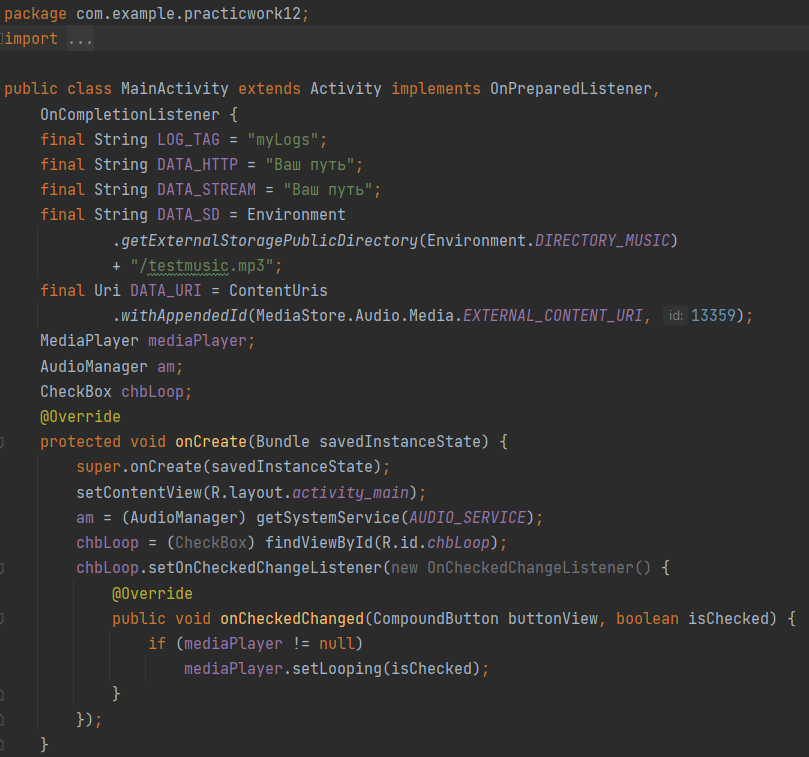 package com.example.practicwork12;
import ...
public class MainActivity extends Activity implements OnPreparedListener,
OnCompletionListener {
final String LOG_TAG = "myLogs";
final String DATA_HTTP = "Ваш путь";
final String DATA_STREAM = "Ваш путь";
final String DATA_SD = Environment
.getExternalStoragePublicDirectory(Environment.DIRECTORY_MUSIC)
+ "/testmusic.mp3";
final Uri DATA_URI = ContentUris
.withAppendedId(MediaStore.Audio.Media.EXTERNAL_CONTENT_URI, id: 13359);
MediaPlayer mediaPlayer;
AudioManager am;
CheckBox chbLoop;
@Override
protected void onCreate(Bundle savedInstanceState) {
super.onCreate(savedInstanceState);
setContentView(R.layout.activity_main);
am = (AudioManager) getSystemService(AUDIO_SERVICE);
chbLoop = (CheckBox) findViewById(R.id.chbLoop);
chbLoop.setOnCheckedChangeListener(new OnCheckedChangeListener() {
@Override
public void onCheckedChanged(CompoundButton buttonView, boolean isChecked) {
if (mediaPlayer != null)
mediaPlayer.setLooping(isChecked);
}
});
}